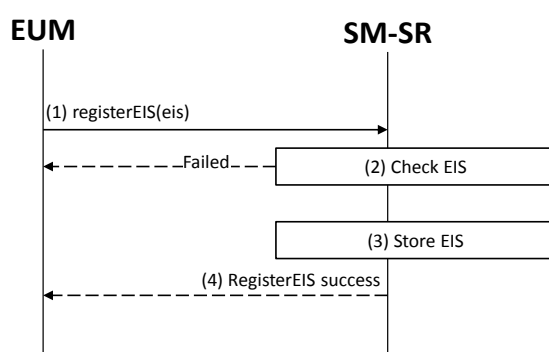 EUM
SM-SR
(1) registerEIS(eis)
Failed
(2) Check EIS
(3) Store EIS
(4) RegisterEIS success